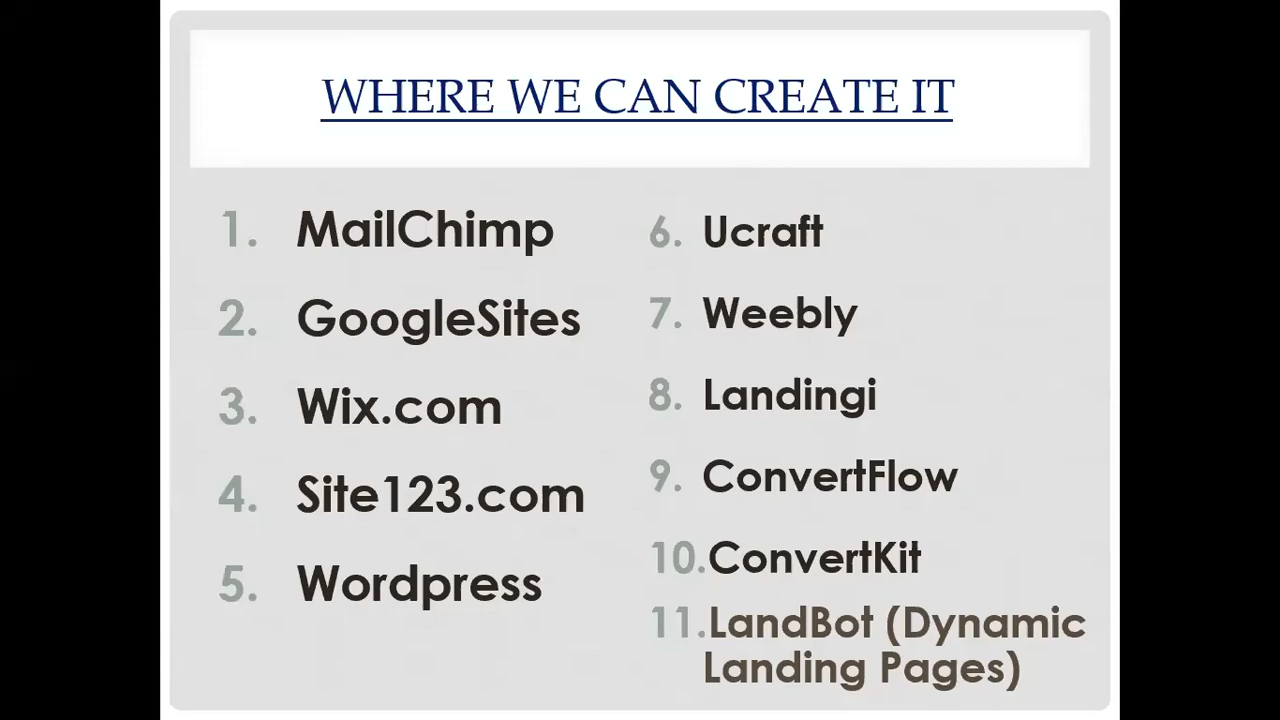 WHERE WE CAN CREATE IT
1. MailChimp
2. GoogleSites
3. Wix.com
4. Site123.com
5. Wordpress
6. Ucraft
7. Weebly
8. Landingi
9. ConvertFlow
10.ConvertKit
11.LandBot (Dynamic
Landing Pages)